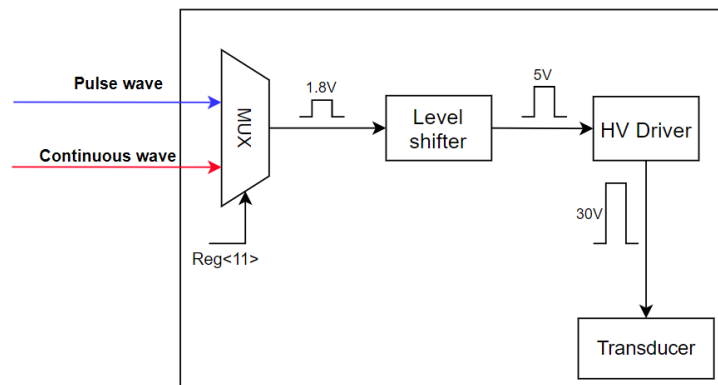 Pulse wave
Continuous wave
MUX
Reg<11>
1.8V
Level
shifter
5V
HV Driver
30V
Transducer